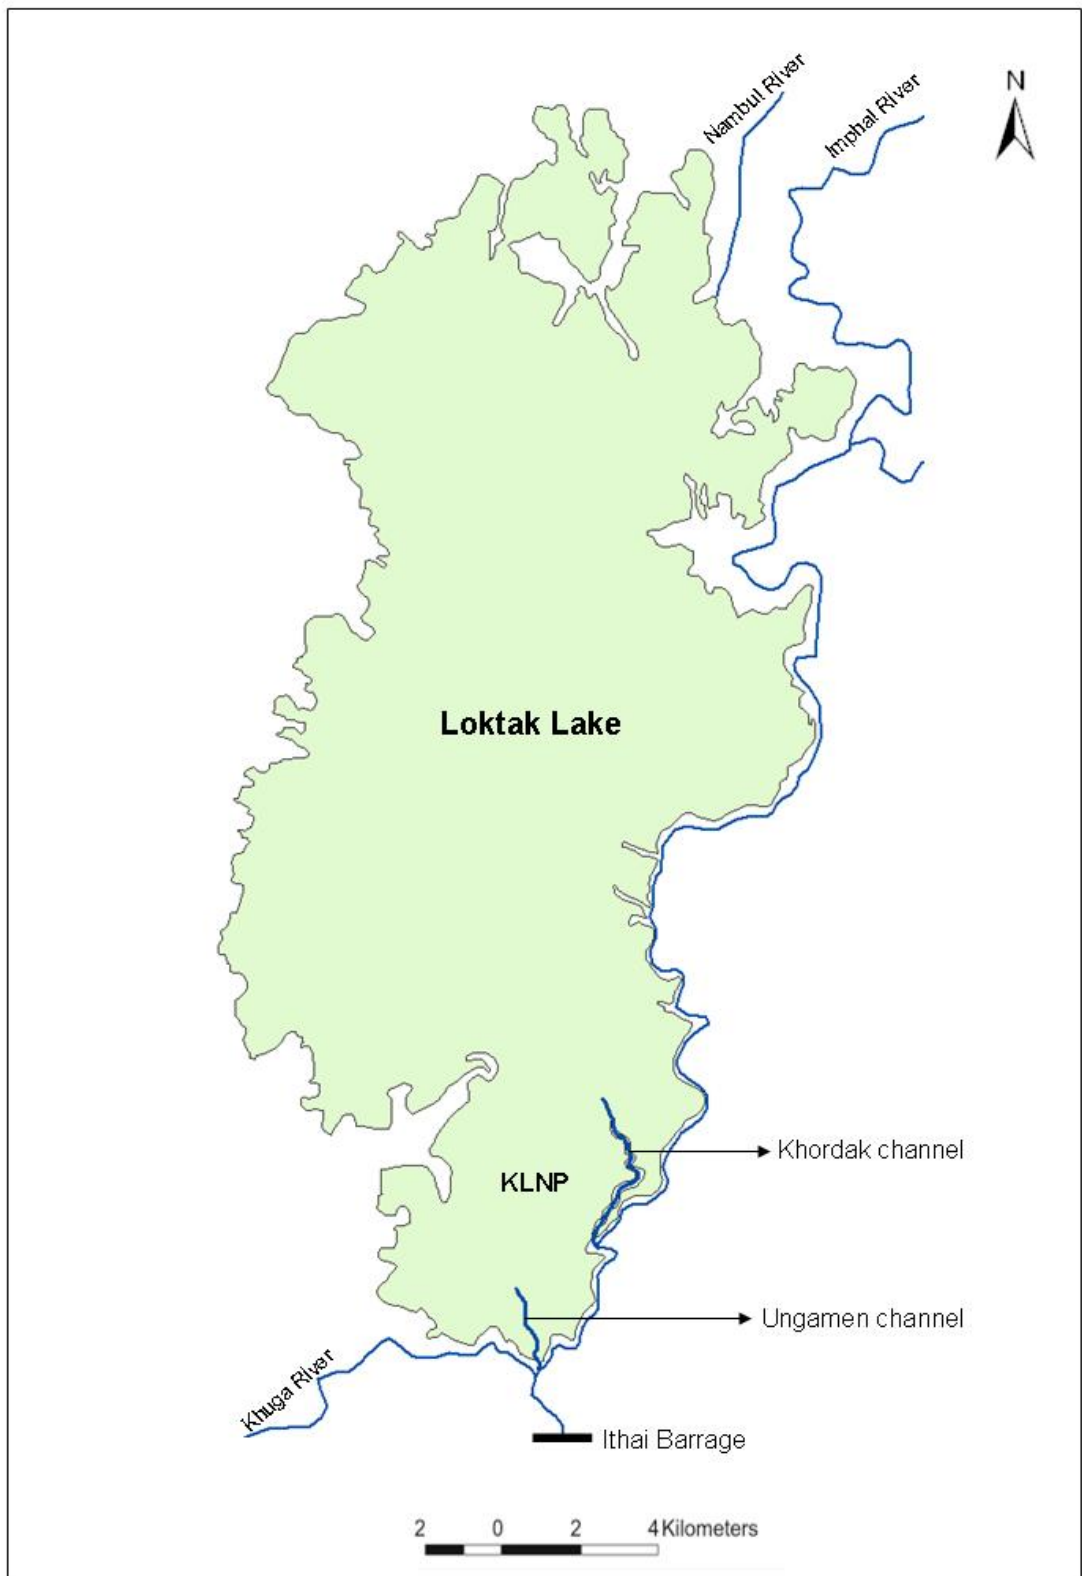 Nambul River
Imphal River
N
Loktak Lake
Khordak channel
KLNP
Ungamen channel
Khuga River
Ithai Barrage
2 0 2 4 Kilometers